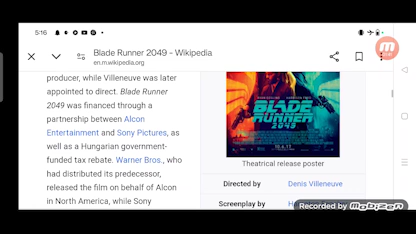 5:16
Blade Runner 2049 - Wikipedia
en.m.wikipedia.org
producer, while Villeneuve was later
appointed to direct. Blade Runner
2049 was financed through a
partnership between Alcon
Entertainment and Sony Pictures, as
well as a Hungarian government-
funded tax rebate. Warner Bros., who
had distributed its predecessor,
released the film on behalf of Alcon
in North America, while Sony
BLADE
RUNNER
2049
Theatrical release poster
Directed by Denis Villeneuve
Screenplay by
Recorded by Mobizen